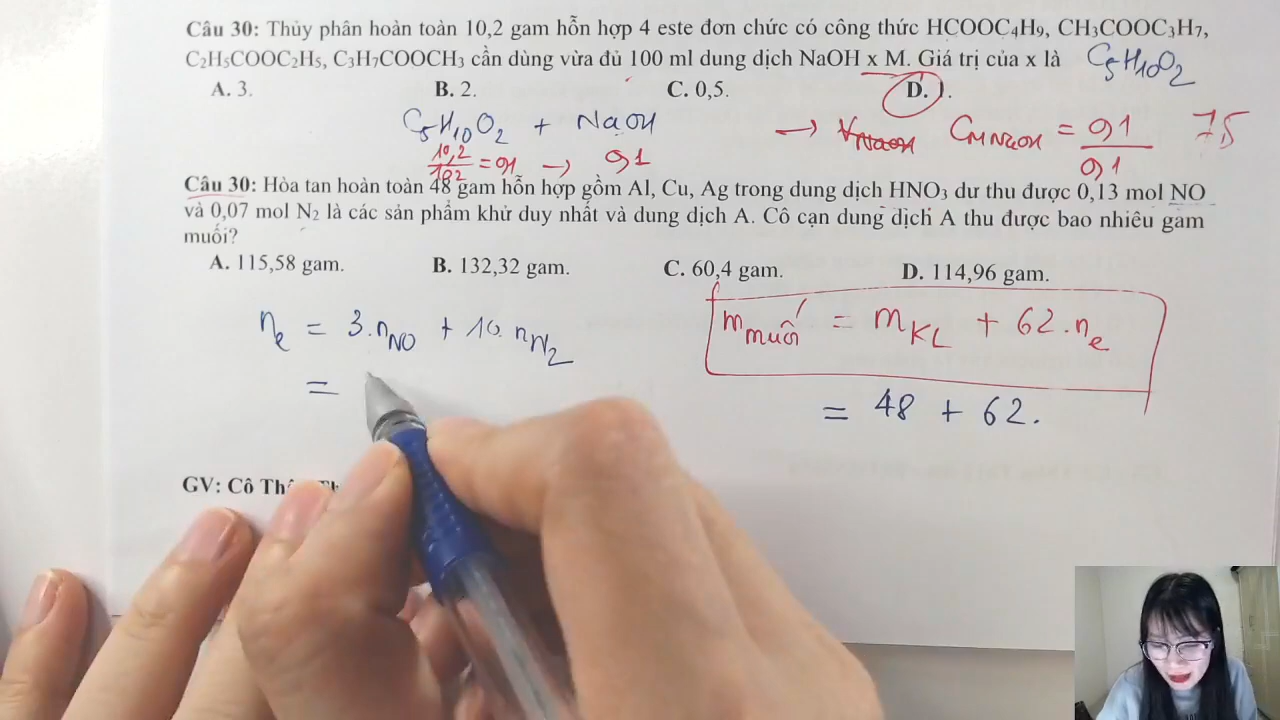 Câu 30: Thủy phân hoàn toàn 10,2 gam hỗn hợp 4 este đơn chức có công thức HCOOC4H9, CH3COOC3H7,
C2H5COOC2H5, C3H7COOCH3 cần dùng vừa đủ 100 ml dung dịch NaOH x M. Giá trị của x là C5H10O2
A. 3. B. 2. C. 0,5. D. 1.
C5H10O2 + NaOH → CM NaOH = 0,1 / 0,1 7,5
10,2 / 102 = 0,1 → 0,1
Câu 30: Hòa tan hoàn toàn 48 gam hỗn hợp gồm Al, Cu, Ag trong dung dịch HNO3 dư thu được 0,13 mol NO
và 0,07 mol N2 là các sản phẩm khử duy nhất và dung dịch A. Cô cạn dung dịch A thu được bao nhiêu gam
muối?
A. 115,58 gam. B. 132,32 gam. C. 60,4 gam. D. 114,96 gam.
ne = 3.nNO + 10.nN2 mmuối = mKL + 62.ne
= = 48 + 62.
GV: Cô